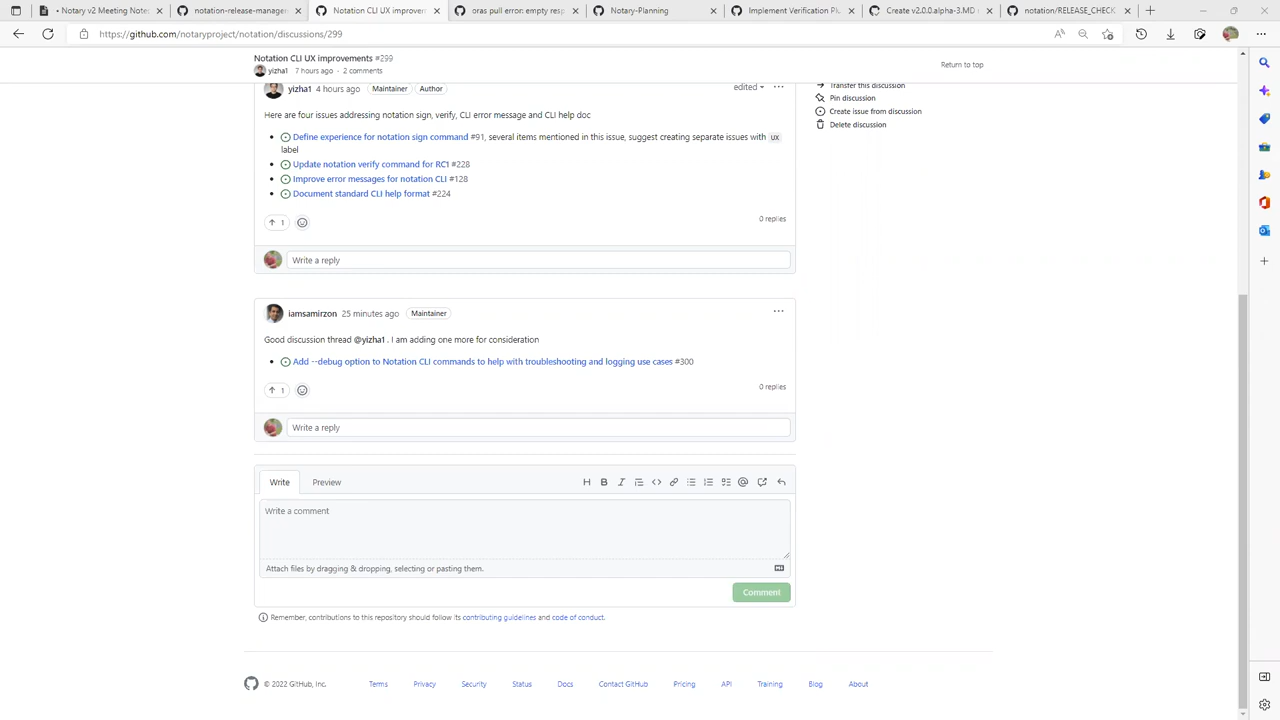 • Notary v2 Meeting Notes
notation-release-manager
Notation CLI UX improvem
oras pull error: empty resp
Notary-Planning
Implement Verification Pl
Create v2.0.0.alpha-3.MD
notation/RELEASE_CHECK
https://github.com/notaryproject/notation/discussions/299
Notation CLI UX improvements #299
yizha1 7 hours ago · 2 comments
Return to top
yizha1 4 hours ago Maintainer Author
edited
Here are four issues addressing notation sign, verify, CLI error message and CLI help doc
• Define experience for notation sign command #91, several items mentioned in this issue, suggest creating separate issues with ux
label
• Update notation verify command for RC1 #228
• Improve error messages for notation CLI #128
• Document standard CLI help format #224
1
0 replies
Write a reply
Transfer this discussion
Pin discussion
Create issue from discussion
Delete discussion
iamsamirzon 25 minutes ago Maintainer
Good discussion thread @yizha1 . I am adding one more for consideration
• Add --debug option to Notation CLI commands to help with troubleshooting and logging use cases #300
1
0 replies
Write a reply
Write Preview
Write a comment
Attach files by dragging & dropping, selecting or pasting them.
Comment
Remember, contributions to this repository should follow its contributing guidelines and code of conduct.
© 2022 GitHub, Inc.
Terms
Privacy
Security
Status
Docs
Contact GitHub
Pricing
API
Training
Blog
About